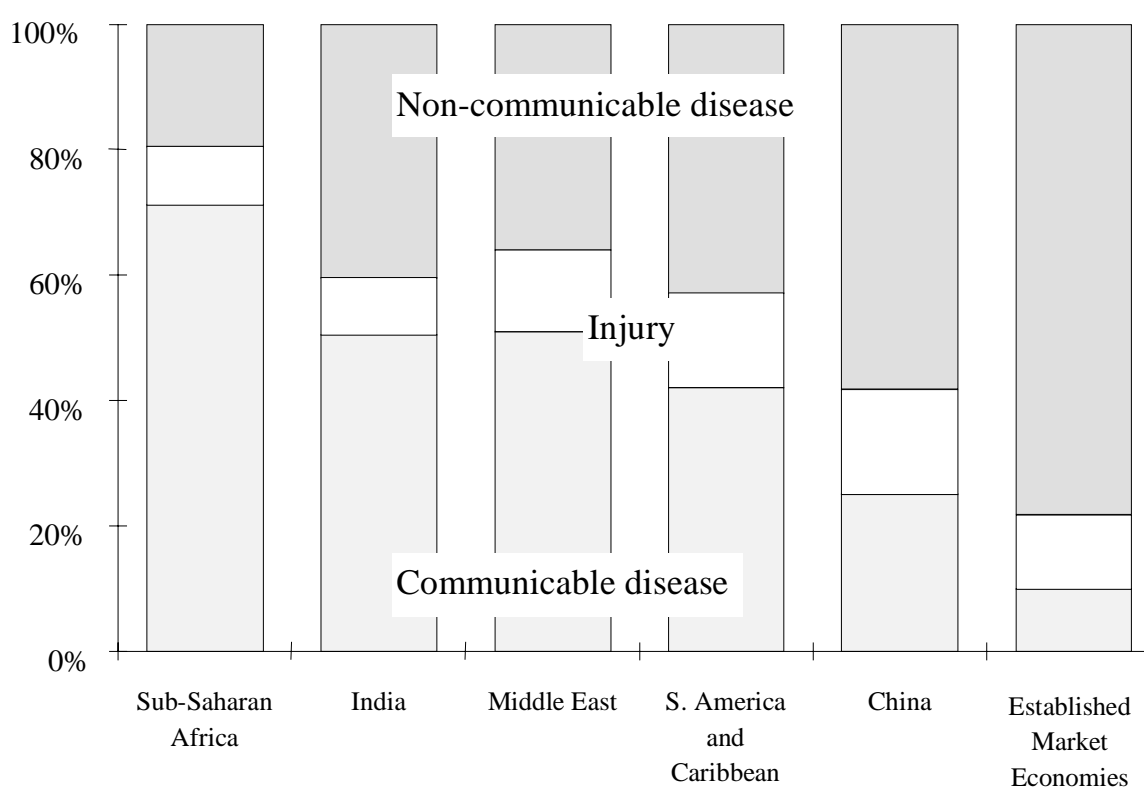 100%
Non-communicable disease
80%
60%
Injury
40%
20%
Communicable disease
0%
Sub-Saharan
Africa
India
Middle East
S. America
and
Caribbean
China
Established
Market
Economies